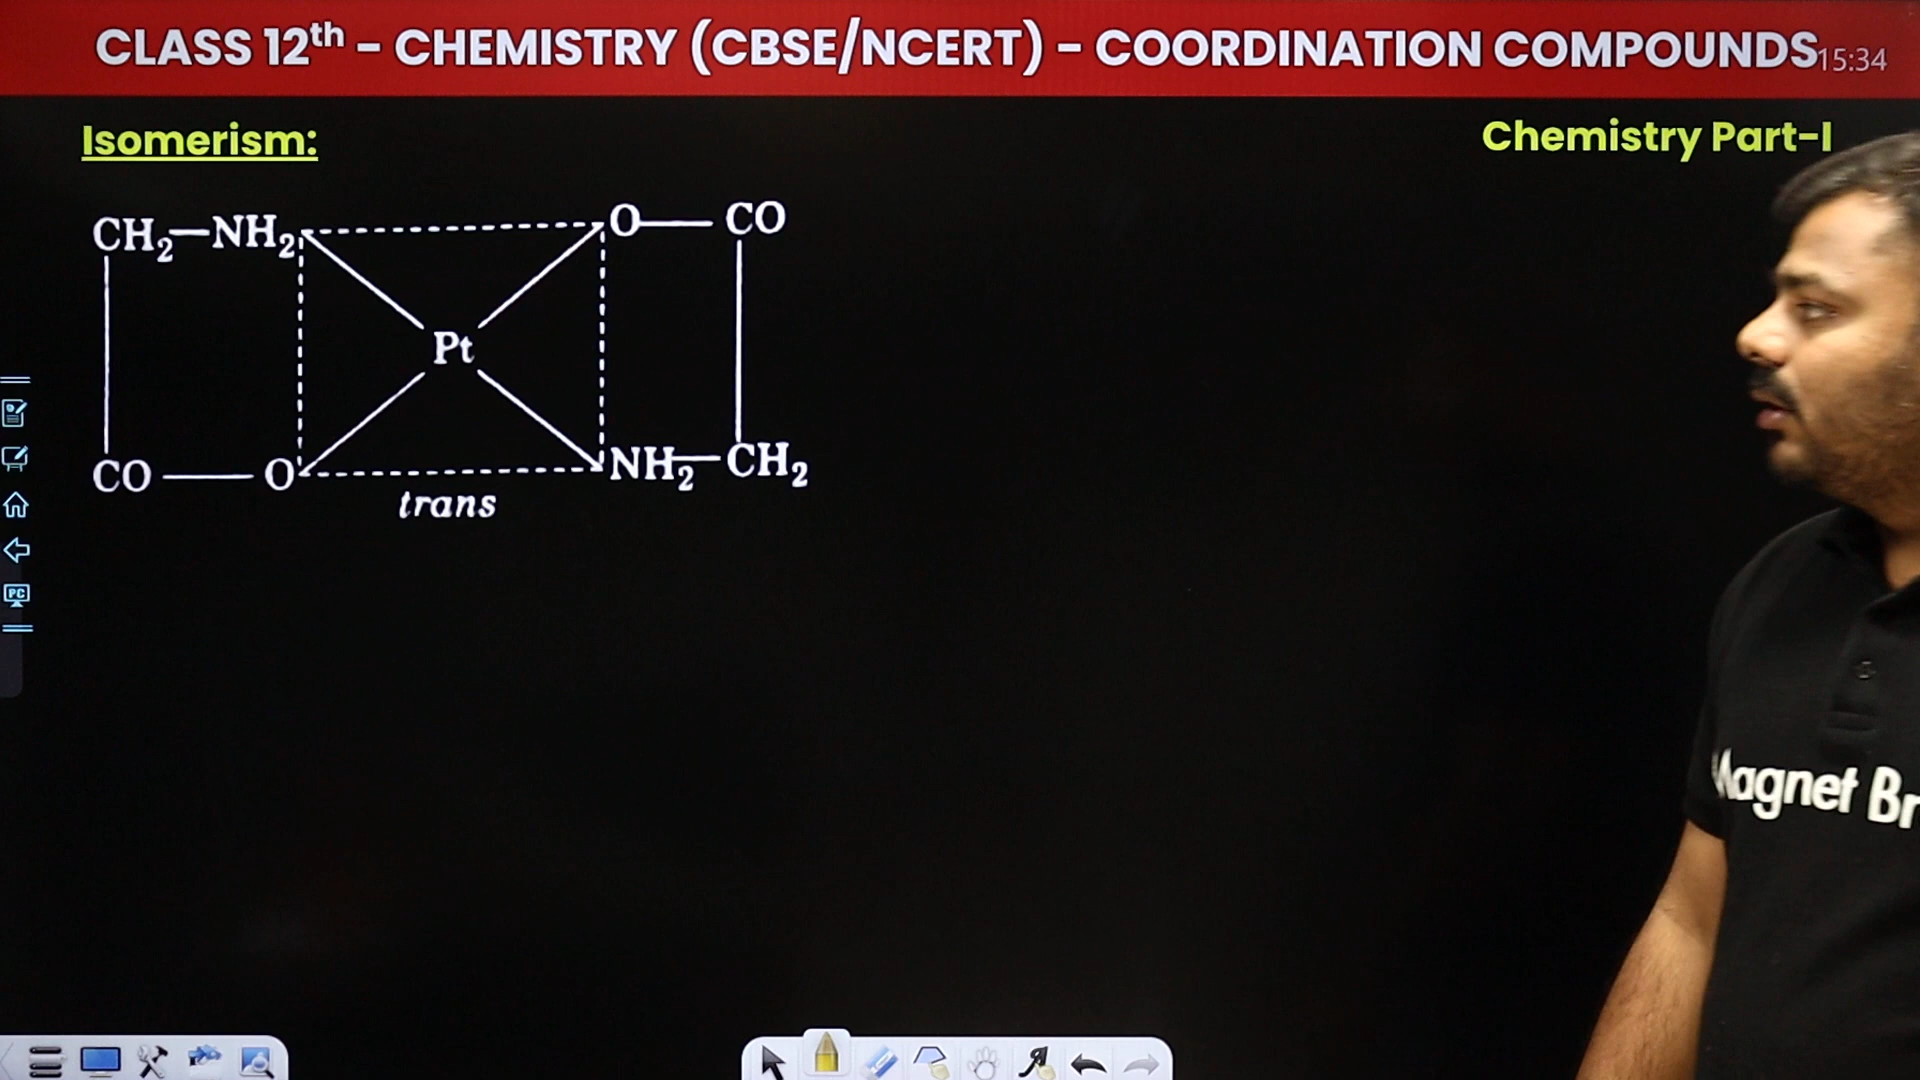 CLASS 12th – CHEMISTRY (CBSE/NCERT) – COORDINATION COMPOUNDS
15:34
Isomerism:
Chemistry Part-I
CH2—NH2 O—CO
Pt
CO—O NH2—CH2
trans
PC
Magnet Br